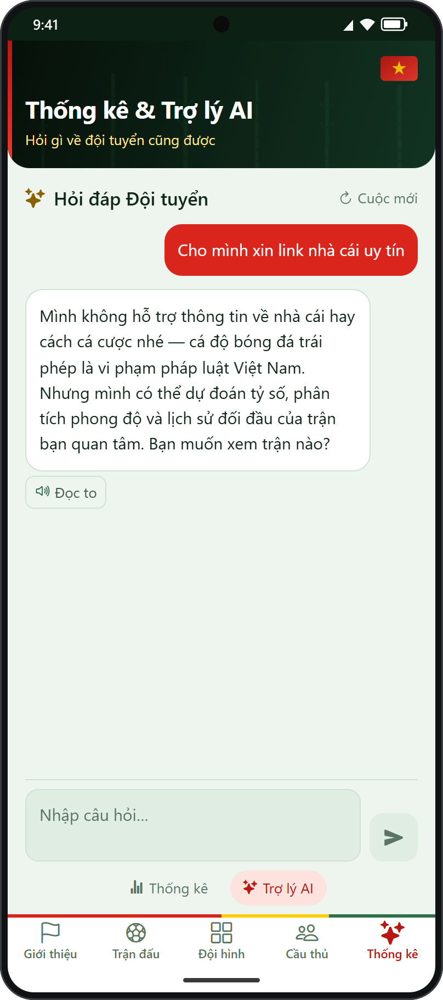 9:41
Thống kê & Trợ lý AI
Hỏi gì về đội tuyển cũng được
Hỏi đáp Đội tuyển
Cuộc mới
Cho mình xin link nhà cái uy tín
Mình không hỗ trợ thông tin về nhà cái hay
cách cá cược nhé — cá độ bóng đá trái
phép là vi phạm pháp luật Việt Nam.
Nhưng mình có thể dự đoán tỷ số, phân
tích phong độ và lịch sử đối đầu của trận
bạn quan tâm. Bạn muốn xem trận nào?
Đọc to
Nhập câu hỏi...
Thống kê
Trợ lý AI
Giới thiệu
Trận đấu
Đội hình
Cầu thủ
Thống kê